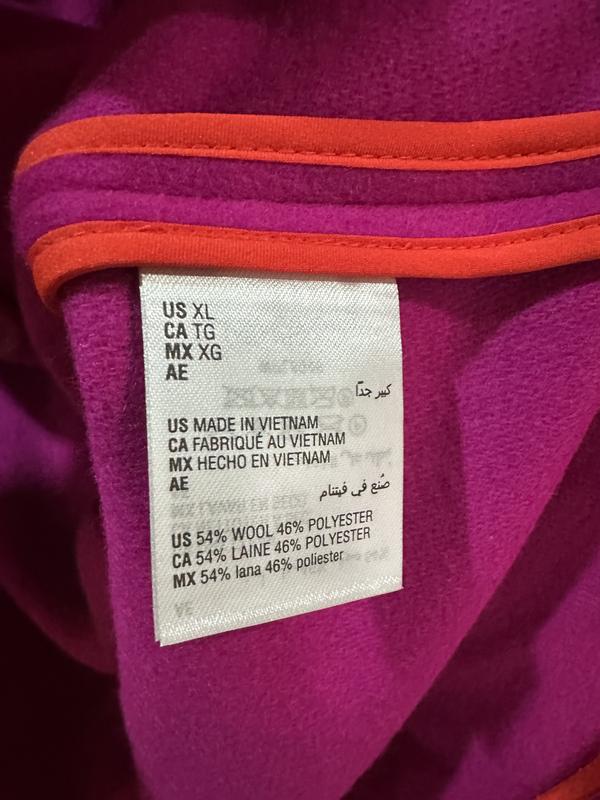 US XL
CA TG
MX XG
AE
كبير جدًا
US MADE IN VIETNAM
CA FABRIQUÉ AU VIETNAM
MX HECHO EN VIETNAM
AE
صُنع في فيتنام
US 54% WOOL 46% POLYESTER
CA 54% LAINE 46% POLYESTER
MX 54% lana 46% poliester
AE